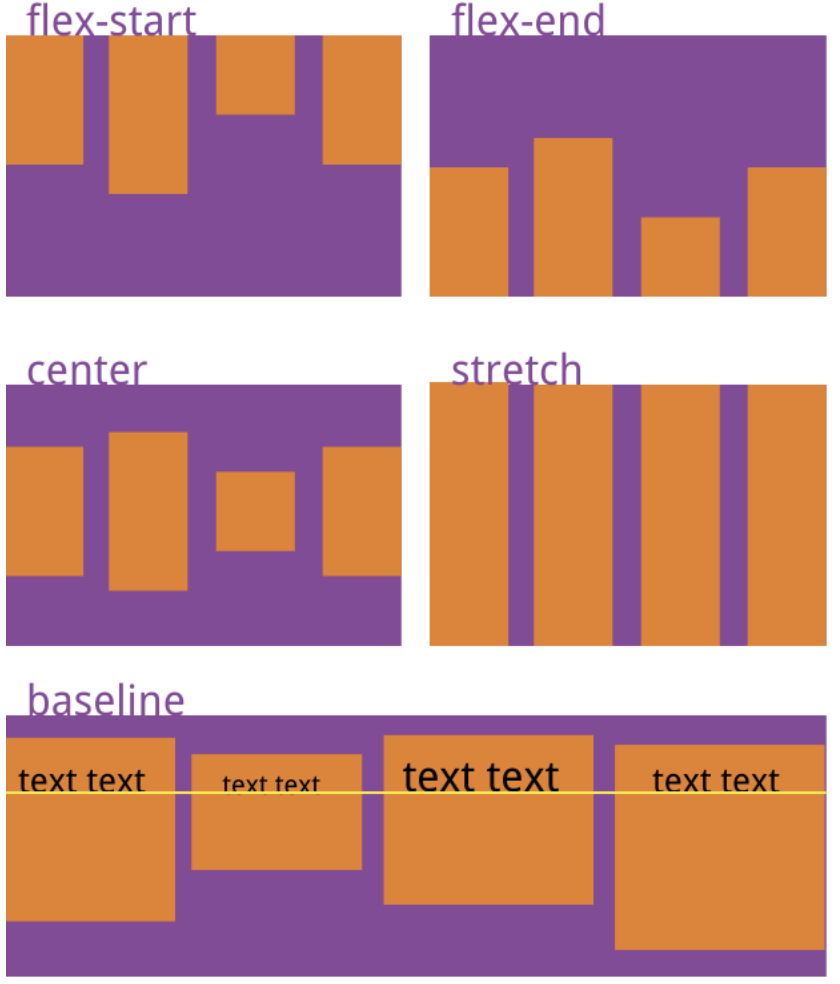 flex-start
flex-end
center
stretch
baseline
text text
text text
text text
text text